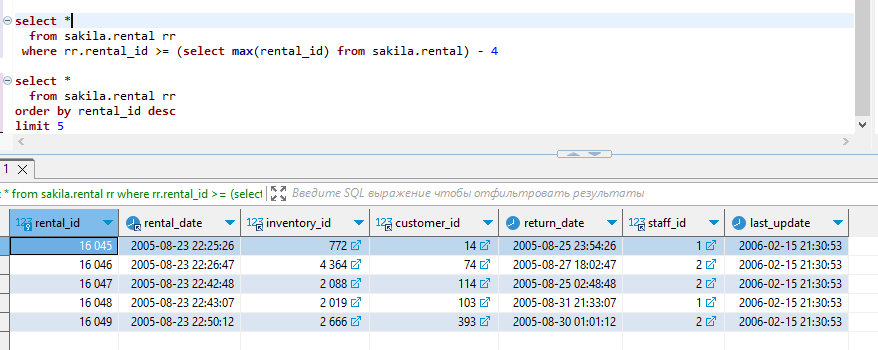 select *
from sakila.rental rr
where rr.rental_id >= (select max(rental_id) from sakila.rental) - 4
select *
from sakila.rental rr
order by rental_id desc
limit 5
1
* from sakila.rental rr where rr.rental_id >= (select Введите SQL выражение чтобы отфильтровать результаты
123 rental_id rental_date 123 inventory_id 123 customer_id return_date 123 staff_id last_update
16 045 2005-08-23 22:25:26 772 14 2005-08-25 23:54:26 1 2006-02-15 21:30:53
16 046 2005-08-23 22:26:47 4 364 74 2005-08-27 18:02:47 2 2006-02-15 21:30:53
16 047 2005-08-23 22:42:48 2 088 114 2005-08-25 02:48:48 2 2006-02-15 21:30:53
16 048 2005-08-23 22:43:07 2 019 103 2005-08-31 21:33:07 1 2006-02-15 21:30:53
16 049 2005-08-23 22:50:12 2 666 393 2005-08-30 01:01:12 2 2006-02-15 21:30:53